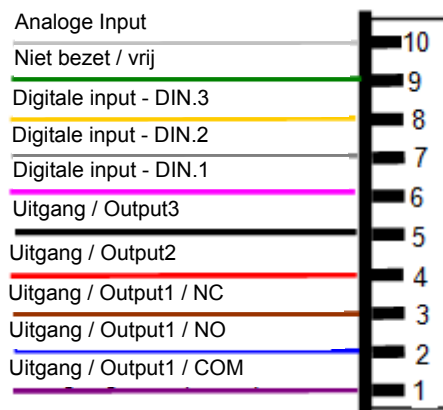 Analoge Input
10
Niet bezet / vrij
9
Digitale input - DIN.3
8
Digitale input - DIN.2
7
Digitale input - DIN.1
6
Uitgang / Output3
5
Uitgang / Output2
4
Uitgang / Output1 / NC
3
Uitgang / Output1 / NO
2
Uitgang / Output1 / COM
1